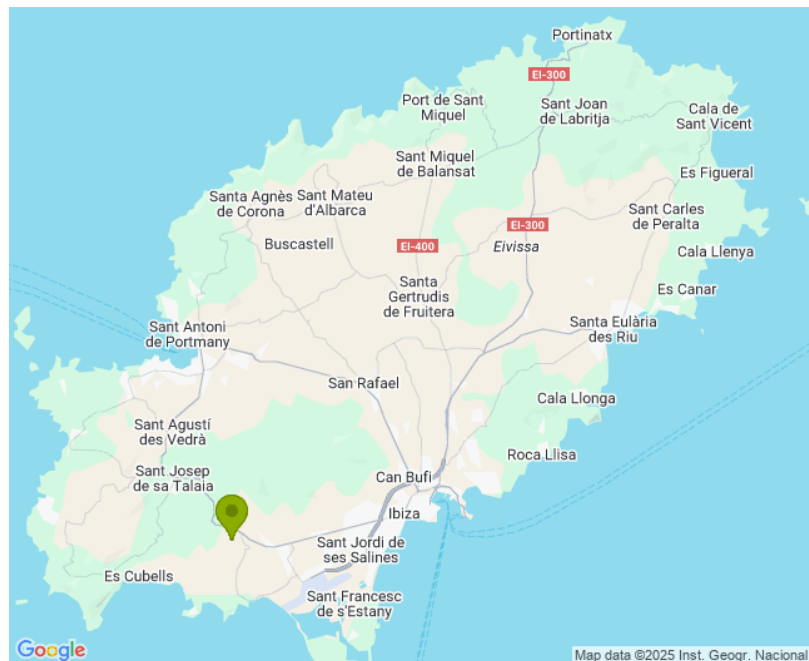 Portinatx
EI-300
Port de Sant
Miquel
Sant Joan
de Labritja
Cala de
Sant Vicent
Sant Miquel
de Balansat
Es Figueral
Santa Agnès
de Corona
Sant Mateu
d'Albarca
Sant Carles
de Peralta
EI-300
Buscastell
EI-400
Eivissa
Cala Llenya
Santa
Gertrudis
de Fruitera
Es Canar
Sant Antoni
de Portmany
Santa Eulària
des Riu
San Rafael
Cala Llonga
Sant Agustí
des Vedrà
Roca Llisa
Sant Josep
de sa Talaia
Can Bufi
Ibiza
Sant Jordi de
ses Salines
Es Cubells
Sant Francesc
de s'Estany
Google
Map data ©2025 Inst. Geogr. Nacional